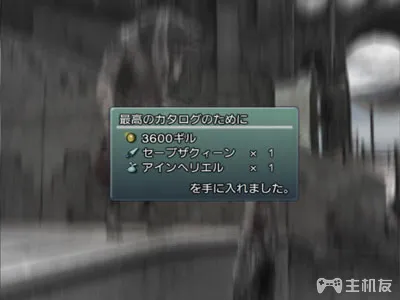 最高のカタログのために
3600ギル
セーブザクィーン × 1
アインヘリエル × 1
を手に入れました。
主机友